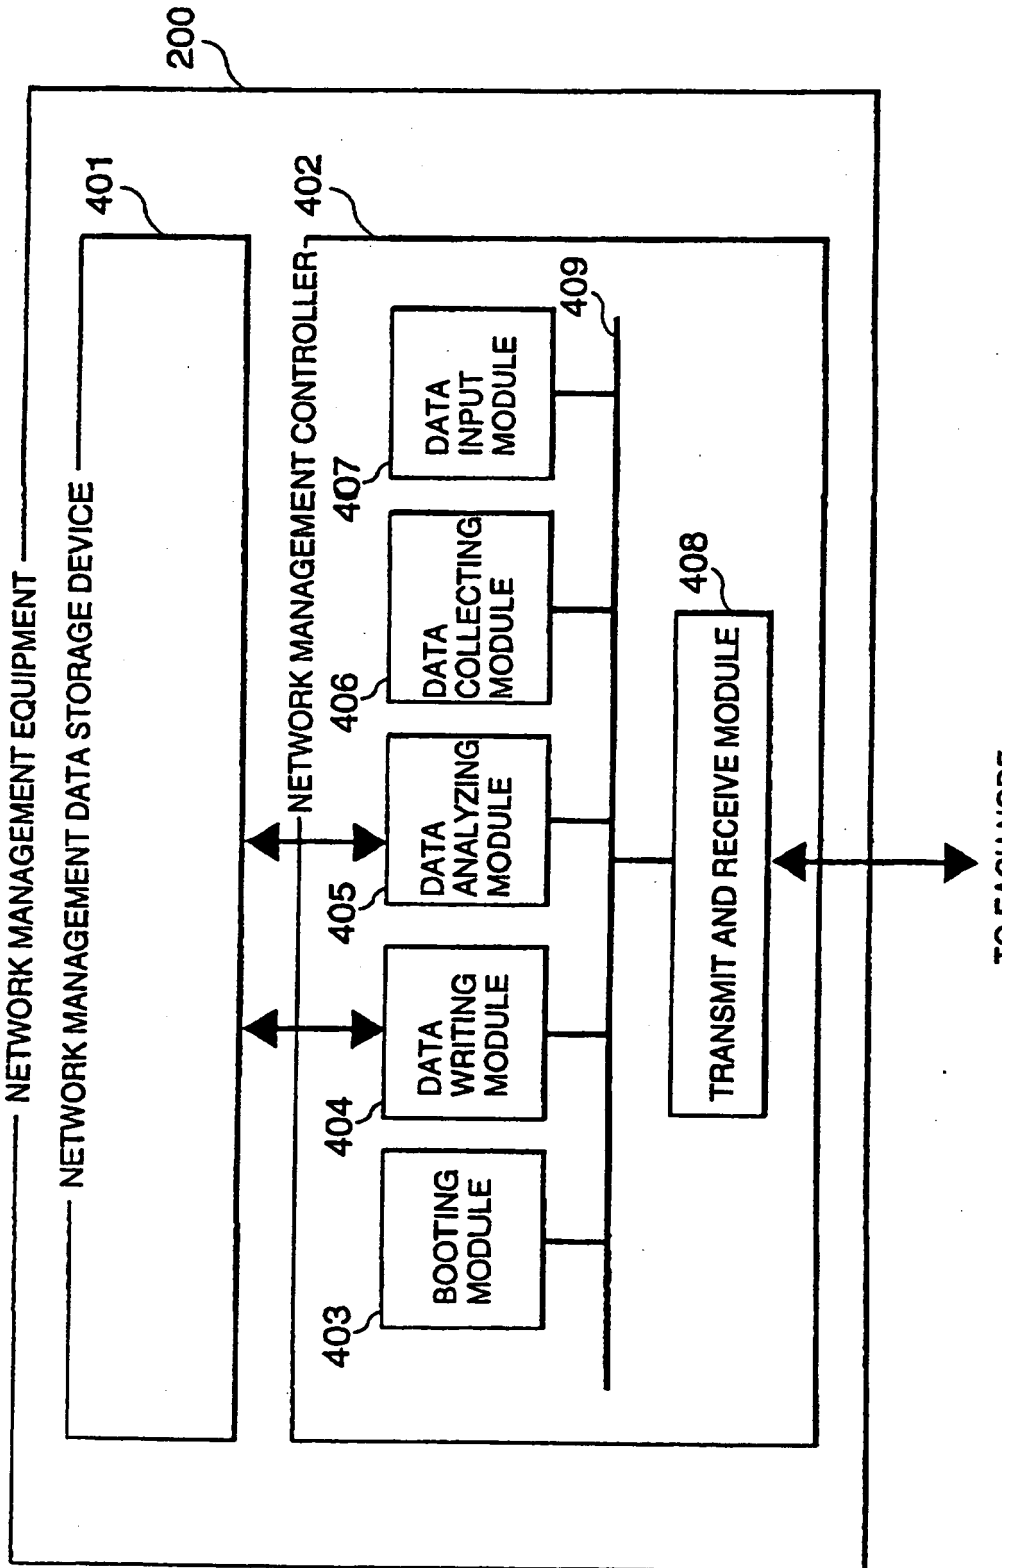 200
NETWORK MANAGEMENT EQUIPMENT
401
NETWORK MANAGEMENT DATA STORAGE DEVICE
402
NETWORK MANAGEMENT CONTROLLER
403
BOOTING
MODULE
404
DATA
WRITING
MODULE
405
DATA
ANALYZING
MODULE
406
DATA
COLLECTING
MODULE
407
DATA
INPUT
MODULE
409
408
TRANSMIT AND RECEIVE MODULE
TO